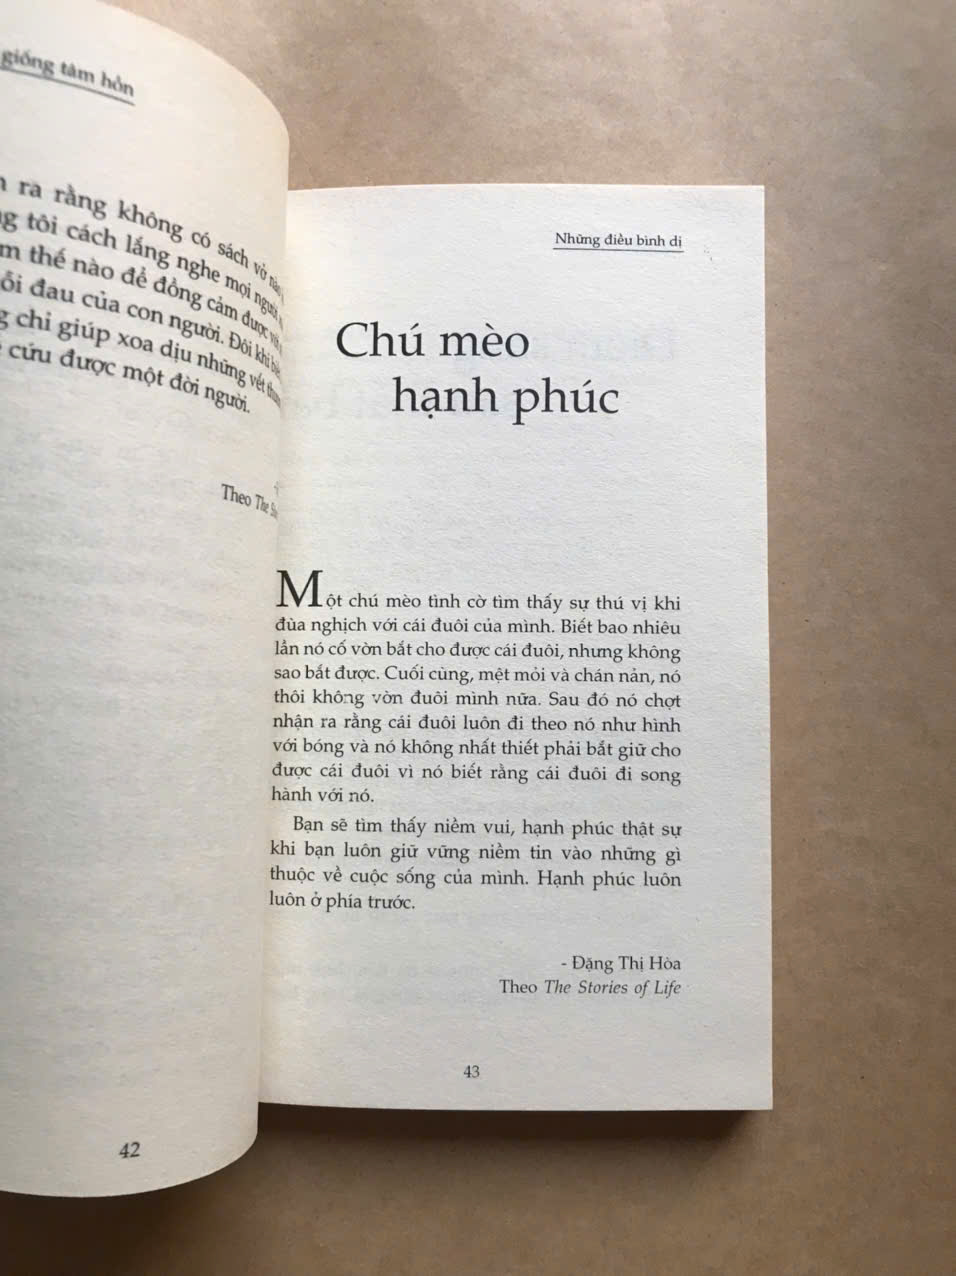 giống tâm hồn
ra rằng không có sách vở nào
tôi cách lắng nghe mọi người
thế nào để đồng cảm được
đau của con người. Đôi khi
chỉ giúp xoa dịu những vết
cứu được một đời người.
Theo The
42
Những điều bình dị
Chú mèo
hạnh phúc
Một chú mèo tình cờ tìm thấy sự thú vị khi
đùa nghịch với cái đuôi của mình. Biết bao nhiêu
lần nó cố vờn bắt cho được cái đuôi, nhưng không
sao bắt được. Cuối cùng, mệt mỏi và chán nản, nó
thôi không vờn đuôi mình nữa. Sau đó nó chợt
nhận ra rằng cái đuôi luôn đi theo nó như hình
với bóng và nó không nhất thiết phải bắt giữ cho
được cái đuôi vì nó biết rằng cái đuôi đi song
hành với nó.
Bạn sẽ tìm thấy niềm vui, hạnh phúc thật sự
khi bạn luôn giữ vững niềm tin vào những gì
thuộc về cuộc sống của mình. Hạnh phúc luôn
luôn ở phía trước.
- Đặng Thị Hòa
Theo The Stories of Life
43